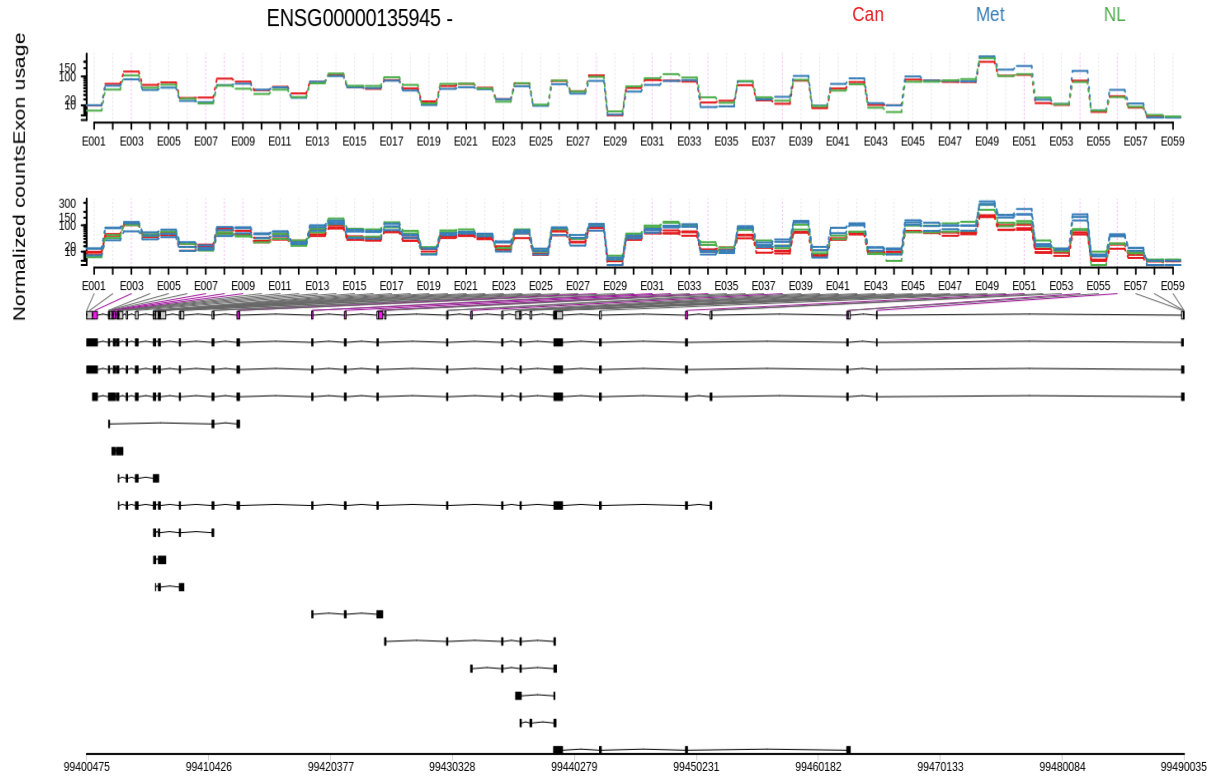 ENSG00000135945 -
Can Met NL
Normalized countsExon usage
150
100
20
10
E001 E003 E005 E007 E009 E011 E013 E015 E017 E019 E021 E023 E025 E027 E029 E031 E033 E035 E037 E039 E041 E043 E045 E047 E049 E051 E053 E055 E057 E059
300
150
100
20
10
E001 E003 E005 E007 E009 E011 E013 E015 E017 E019 E021 E023 E025 E027 E029 E031 E033 E035 E037 E039 E041 E043 E045 E047 E049 E051 E053 E055 E057 E059
99400475 99410426 99420377 99430328 99440279 99450231 99460182 99470133 99480084 99490035